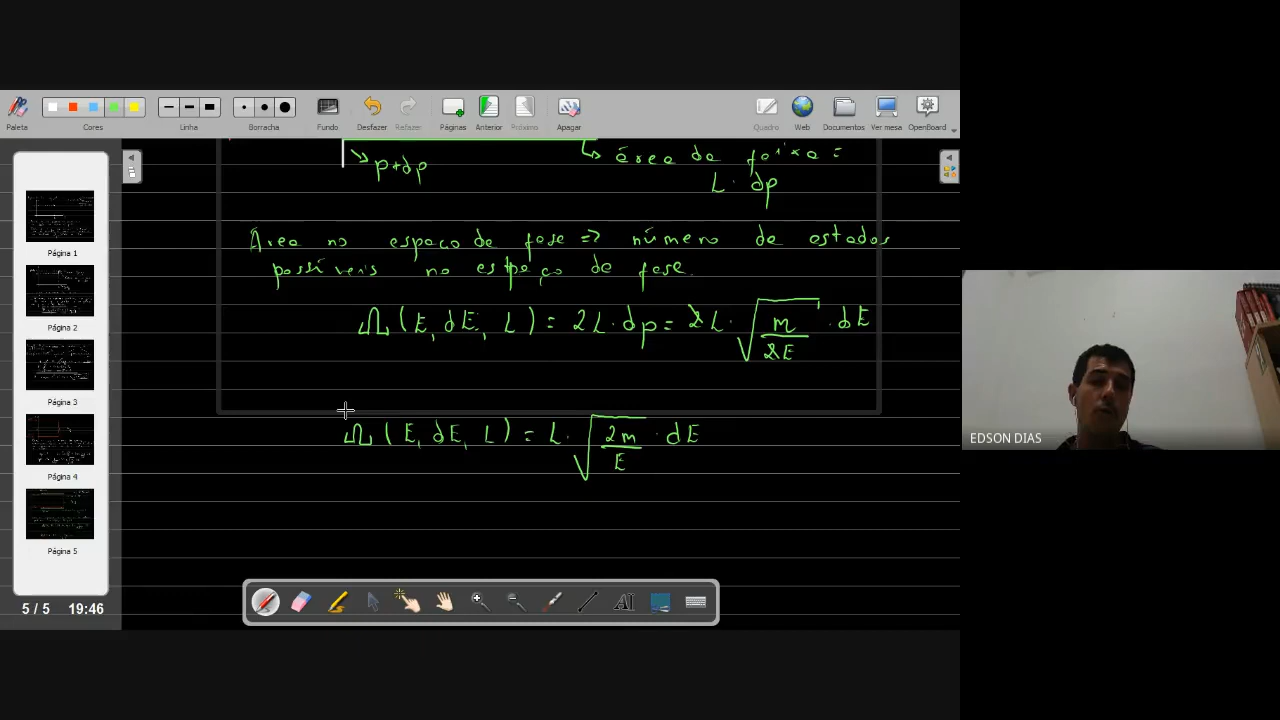 Paleta Cores Linha Borracha Fundo Desfazer Refazer Páginas Anterior Próximo Apagar Quadro Web Documentos Ver mesa OpenBoard
Página 1
Página 2
Página 3
Página 4
Página 5
5 / 5 19:46
p+dp
área da faixa =
L. dp
Área no espaço de fase => número de estados
possíveis no espaço de fase.
Ω(E, dE, L) = 2L·dp = 2L·√(m/2E)·dE
Ω(E, dE, L) = L·√(2m/E)·dE
EDSON DIAS